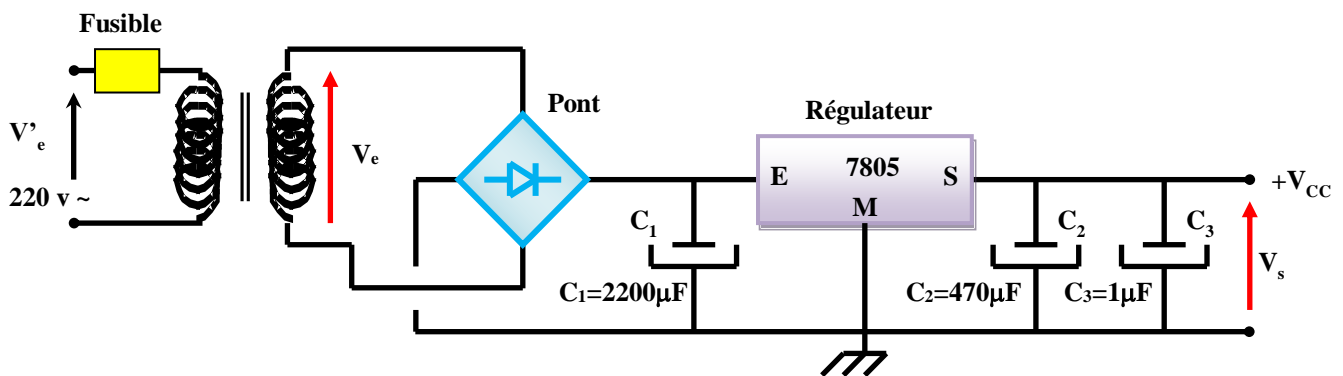 Fusible
V'e
220 v ~
Ve
Pont
Régulateur
E 7805 S
M
C1
C1=2200µF
C2
C2=470µF
C3
C3=1µF
+VCC
Vs